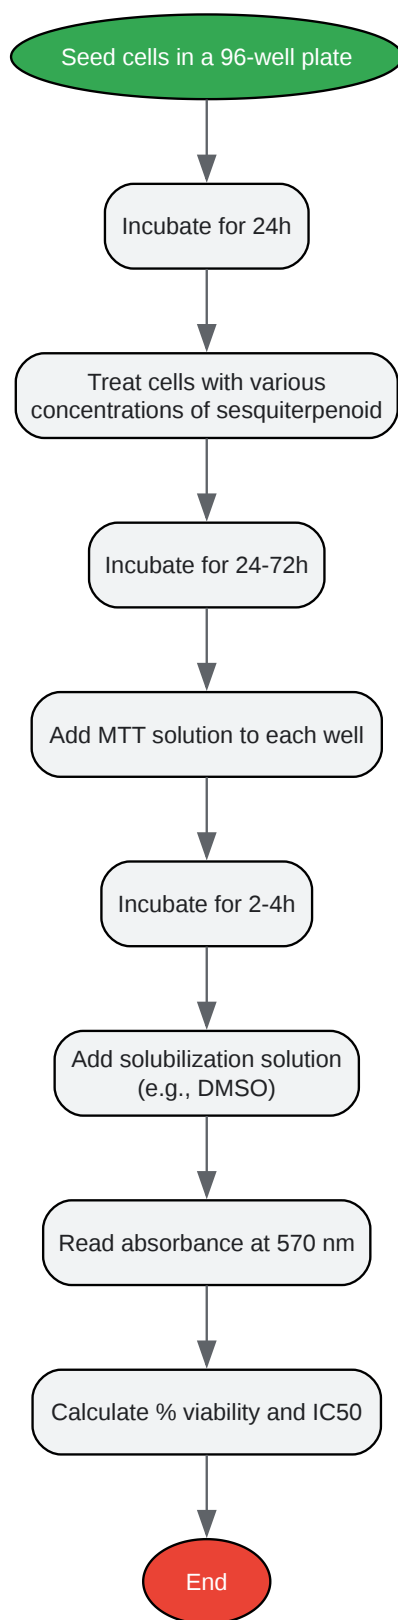 Seed cells in a 96-well plate
Incubate for 24h
Treat cells with various
concentrations of sesquiterpenoid
Incubate for 24-72h
Add MTT solution to each well
Incubate for 2-4h
Add solubilization solution
(e.g., DMSO)
Read absorbance at 570 nm
Calculate % viability and IC50
End